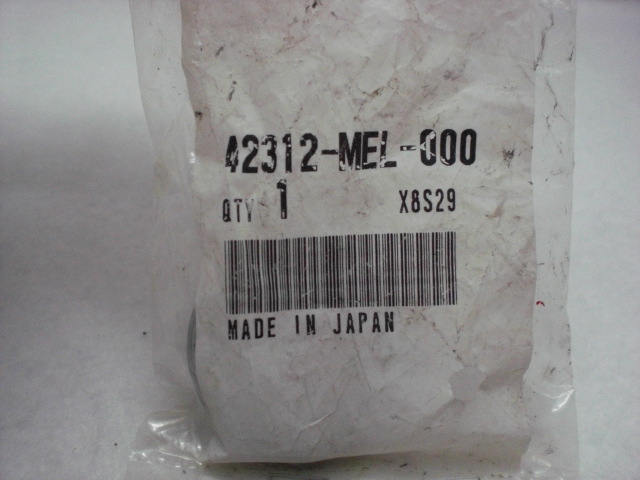 42312-MEL-000
QTY 1 X8S29
MADE IN JAPAN